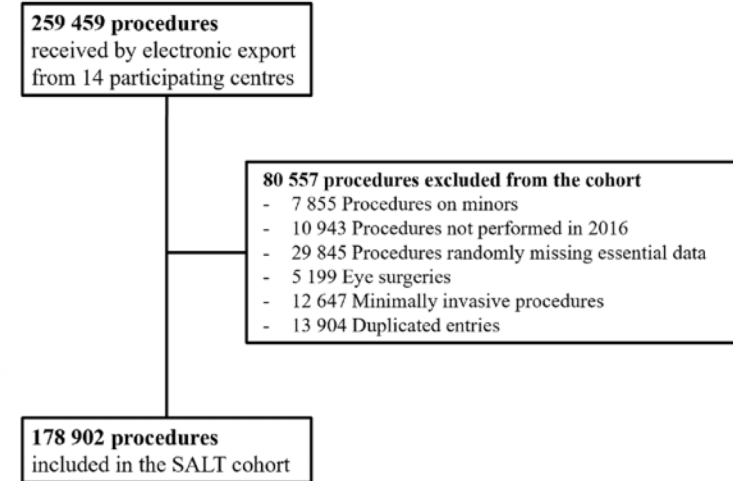 259 459 procedures
received by electronic export
from 14 participating centres
80 557 procedures excluded from the cohort
- 7 855 Procedures on minors
- 10 943 Procedures not performed in 2016
- 29 845 Procedures randomly missing essential data
- 5 199 Eye surgeries
- 12 647 Minimally invasive procedures
- 13 904 Duplicated entries
178 902 procedures
included in the SALT cohort